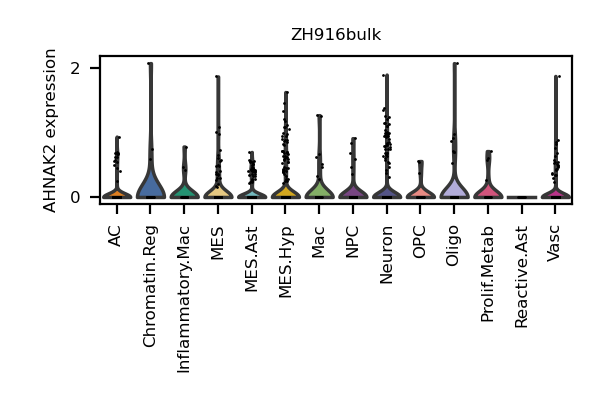 ZH916bulk
AHNAK2 expression
2
0
AC
Chromatin.Reg
Inflammatory.Mac
MES
MES.Ast
MES.Hyp
Mac
NPC
Neuron
OPC
Oligo
Prolif.Metab
Reactive.Ast
Vasc